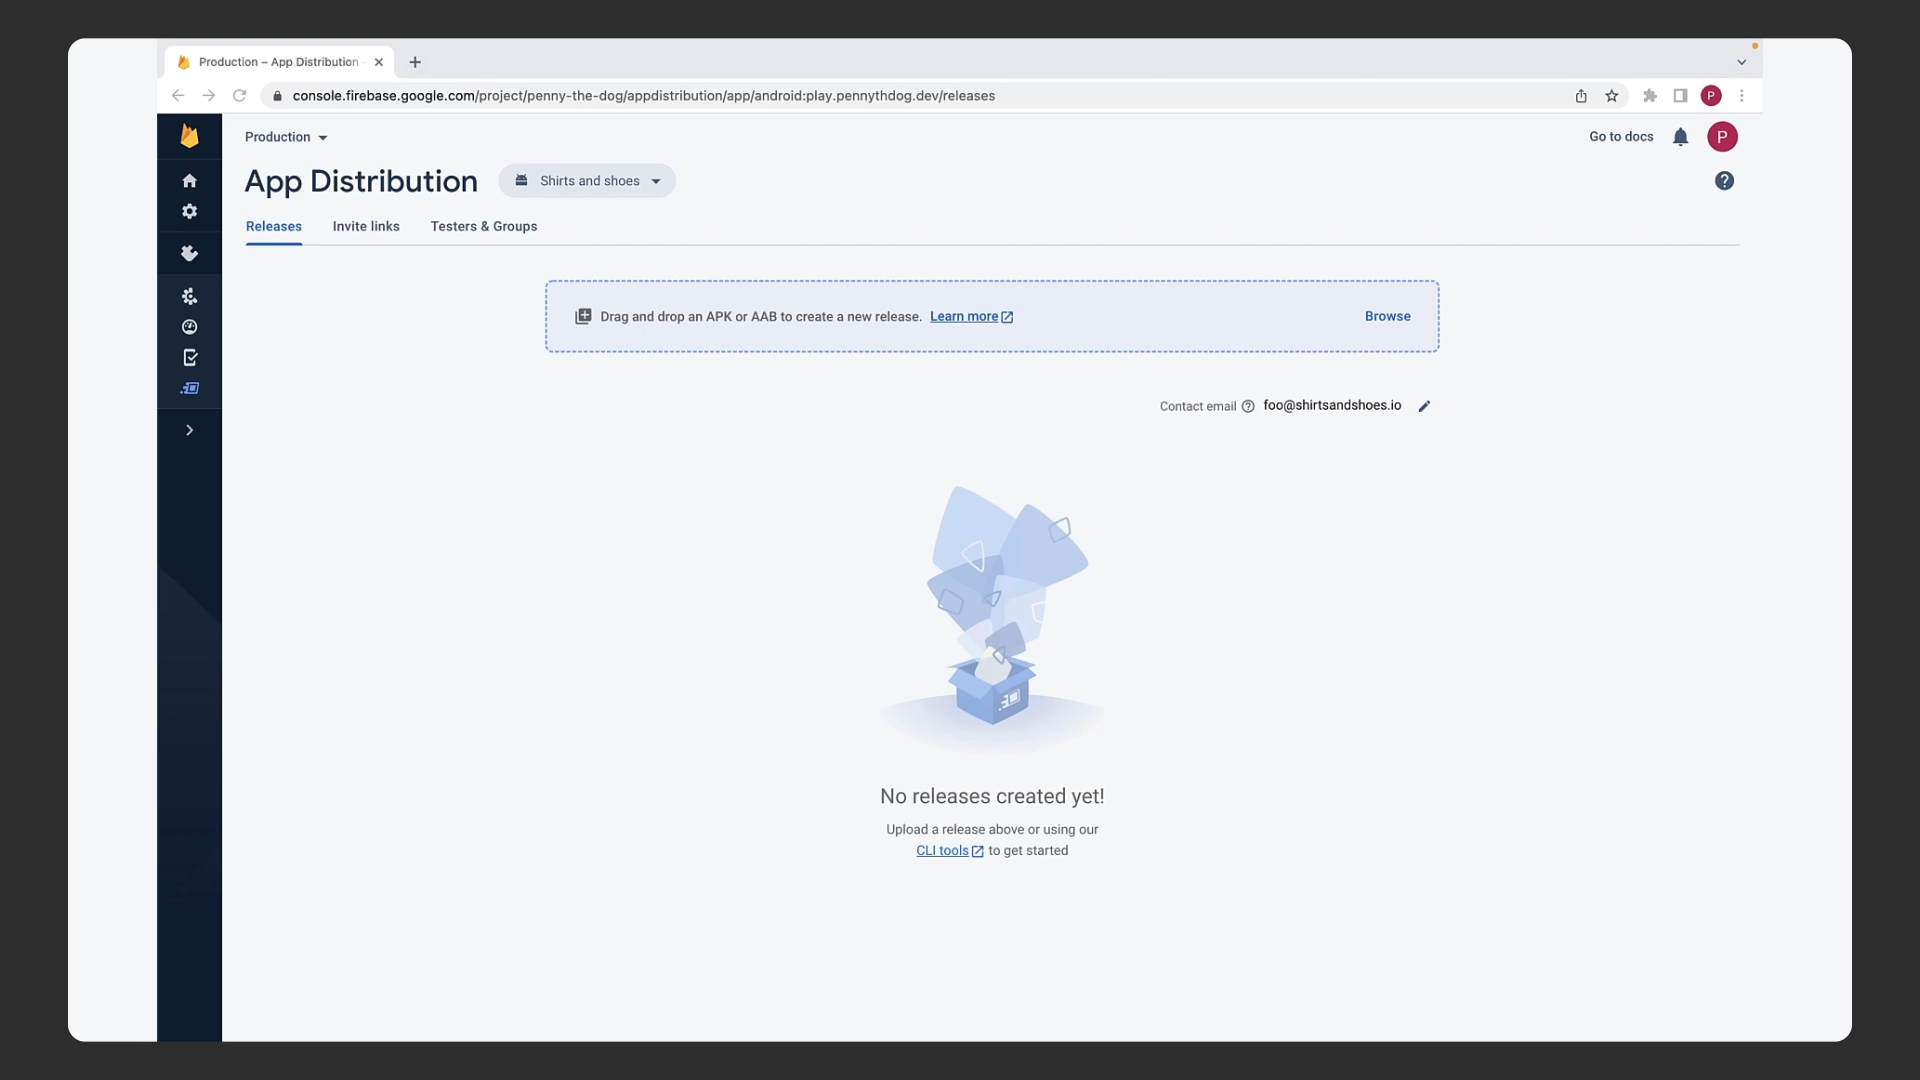 Production – App Distribution
console.firebase.google.com/project/penny-the-dog/appdistribution/app/android:play.pennythdog.dev/releases
P
Production
Go to docs
P
App Distribution
Shirts and shoes
Releases
Invite links
Testers & Groups
Drag and drop an APK or AAB to create a new release. Learn more
Browse
Contact email foo@shirtsandshoes.io
No releases created yet!
Upload a release above or using our
CLI tools to get started